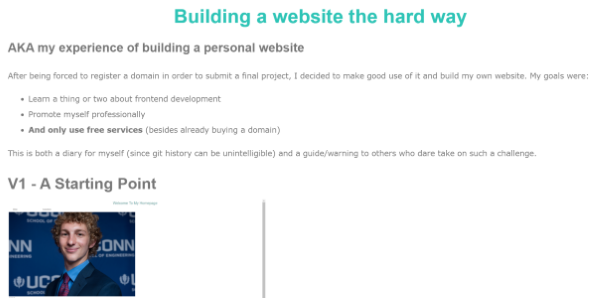 Building a website the hard way
AKA my experience of building a personal website
After being forced to register a domain in order to submit a final project, I decided to make good use of it and build my own website. My goals were:
Learn a thing or two about frontend development
Promote myself professionally
And only use free services (besides already buying a domain)
This is both a diary for myself (since git history can be unintelligible) and a guide/warning to others who dare take on such a challenge.
V1 - A Starting Point
Welcome To My Homepage
UCONN
SCHOOL OF ENGINEERING